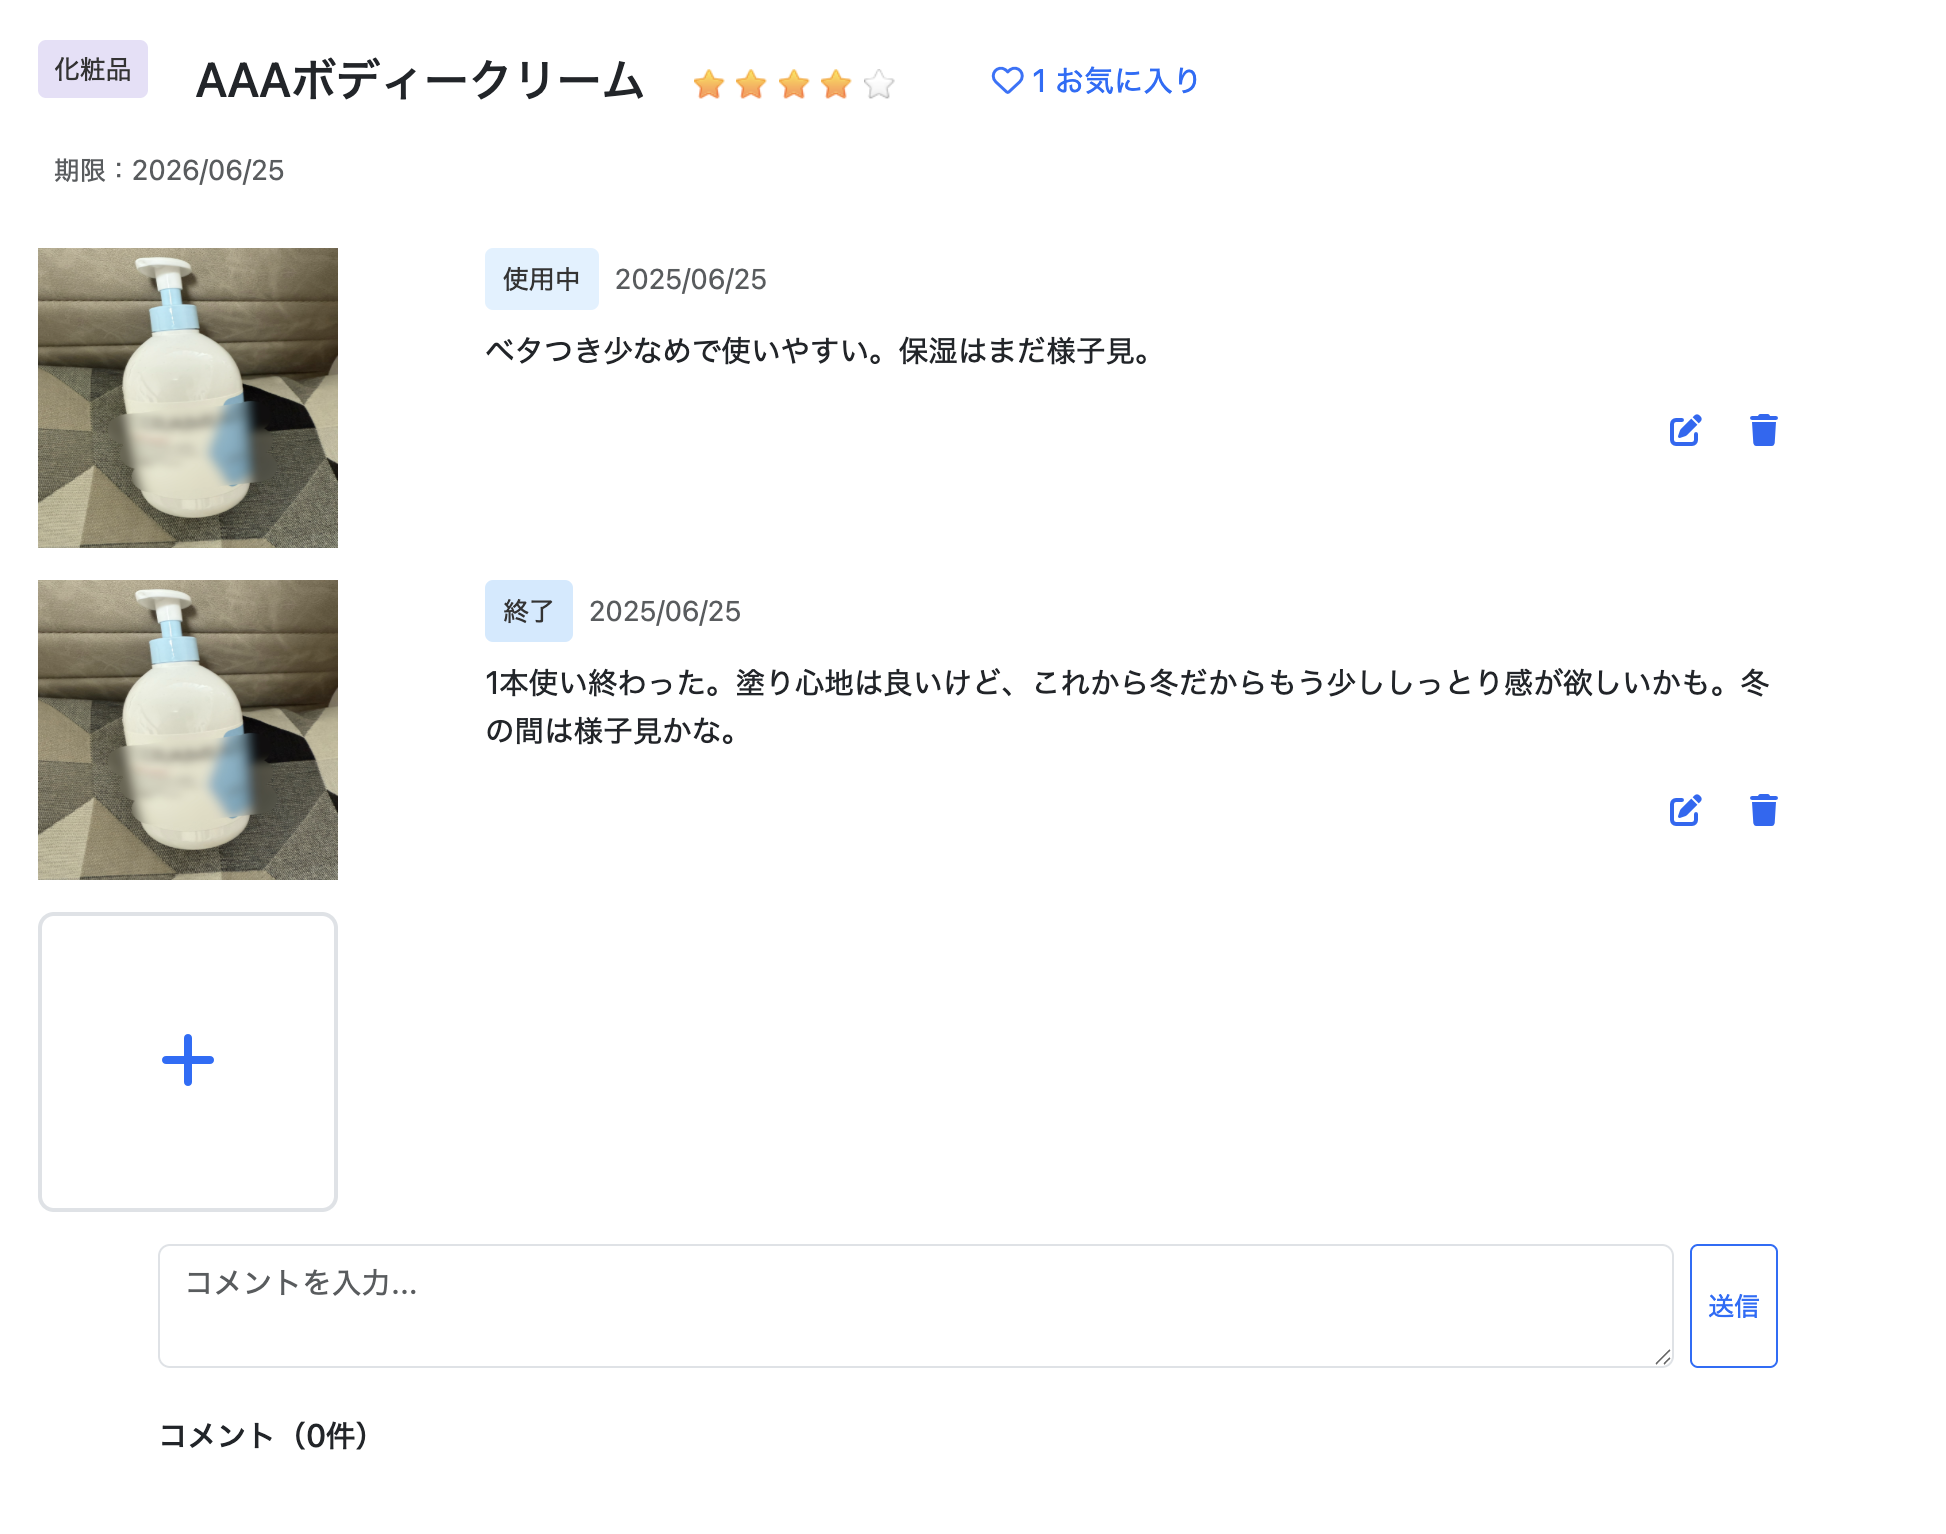 化粧品
AAAボディークリーム
1 お気に入り
期限：2026/06/25
使用中 2025/06/25
ベタつき少なめで使いやすい。保湿はまだ様子見。
終了 2025/06/25
1本使い終わった。塗り心地は良いけど、これから冬だからもう少ししっとり感が欲しいかも。冬
の間は様子見かな。
コメントを入力...
送信
コメント（0件）